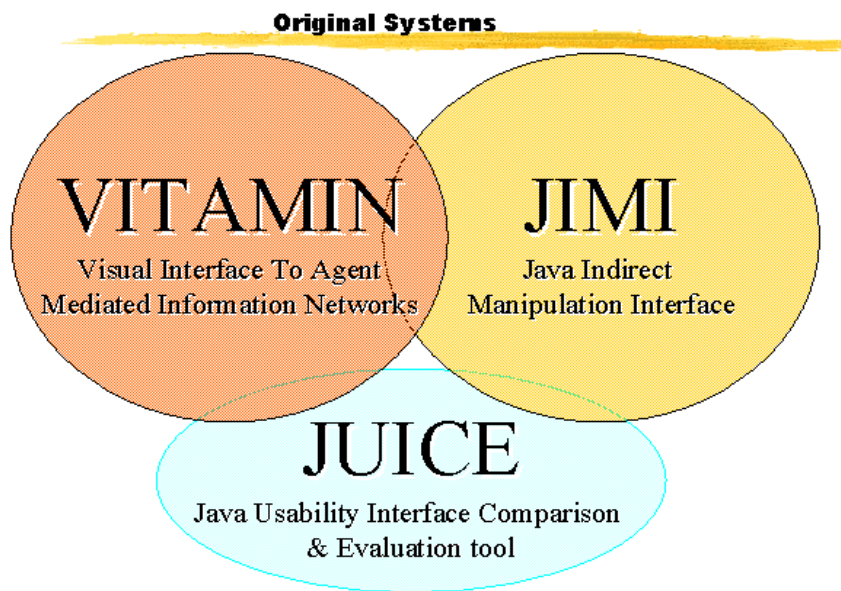 Original Systems
VITAMIN
Visual Interface To Agent
Mediated Information Networks
JIMI
Java Indirect
Manipulation Interface
JUICE
Java Usability Interface Comparison
& Evaluation tool